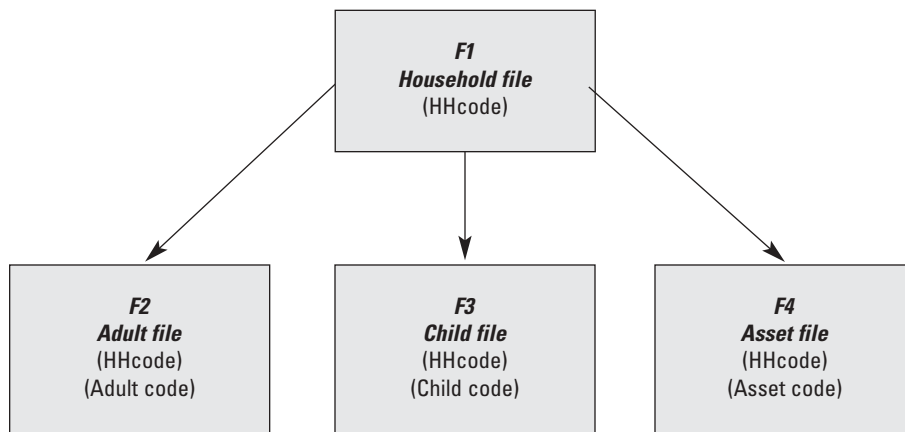 F1
Household file
(HHcode)
F2
Adult file
(HHcode)
(Adult code)
F3
Child file
(HHcode)
(Child code)
F4
Asset file
(HHcode)
(Asset code)